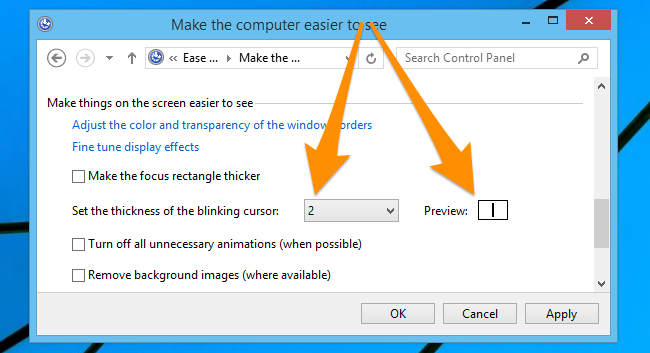 Make the computer easier to see
« Ease ... Make the ...
Search Control Panel
Make things on the screen easier to see
Adjust the color and transparency of the window borders
Fine tune display effects
Make the focus rectangle thicker
Set the thickness of the blinking cursor: 2 Preview:
Turn off all unnecessary animations (when possible)
Remove background images (where available)
OK Cancel Apply